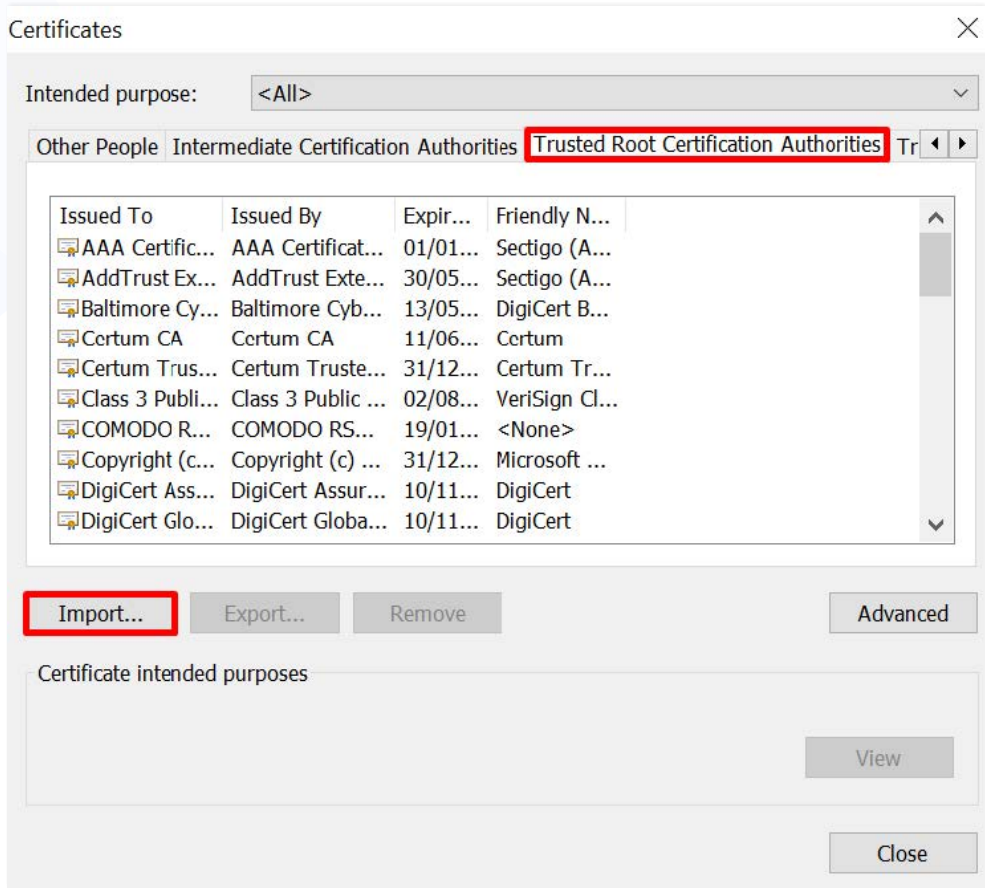 Certificates
Intended purpose: <All>
Other People Intermediate Certification Authorities Trusted Root Certification Authorities Tr
Issued To Issued By Expir... Friendly N...
AAA Certific... AAA Certificat... 01/01... Sectigo (A...
AddTrust Ex... AddTrust Exte... 30/05... Sectigo (A...
Baltimore Cy... Baltimore Cyb... 13/05... DigiCert B...
Certum CA Certum CA 11/06... Certum
Certum Trus... Certum Truste... 31/12... Certum Tr...
Class 3 Publi... Class 3 Public ... 02/08... VeriSign Cl...
COMODO R... COMODO RS... 19/01... <None>
Copyright (c... Copyright (c) ... 31/12... Microsoft ...
DigiCert Ass... DigiCert Assur... 10/11... DigiCert
DigiCert Glo... DigiCert Globa... 10/11... DigiCert
Import... Export... Remove Advanced
Certificate intended purposes
View
Close